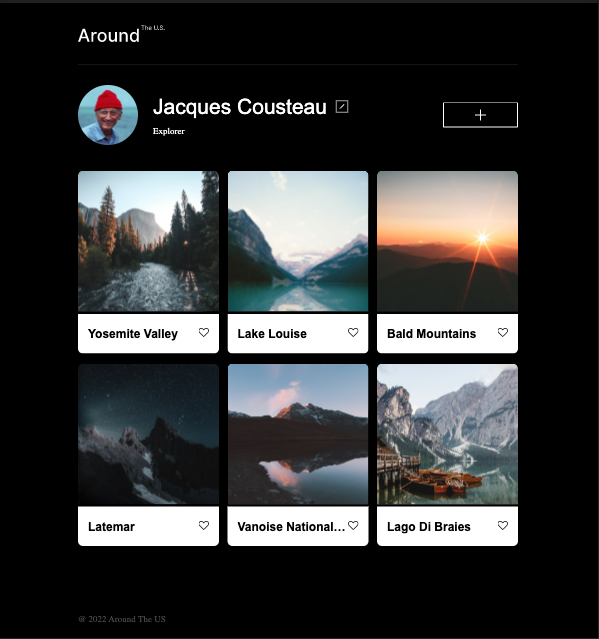 Around The U.S.
Jacques Cousteau
Explorer
Yosemite Valley
Lake Louise
Bald Mountains
Latemar
Vanoise National...
Lago Di Braies
@ 2022 Around The US